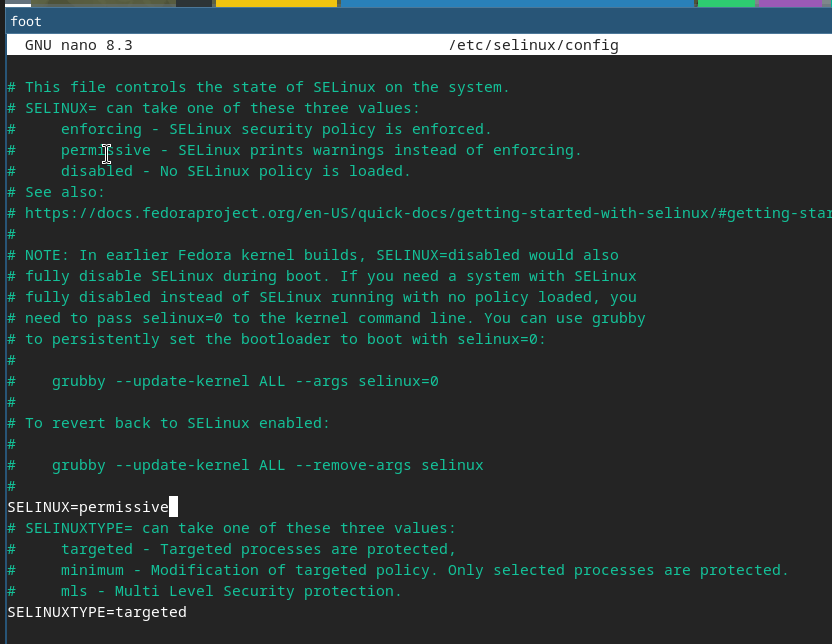 foot
GNU nano 8.3 /etc/selinux/config
# This file controls the state of SELinux on the system.
# SELINUX= can take one of these three values:
#     enforcing - SELinux security policy is enforced.
#     permissive - SELinux prints warnings instead of enforcing.
#     disabled - No SELinux policy is loaded.
# See also:
# https://docs.fedoraproject.org/en-US/quick-docs/getting-started-with-selinux/#getting-star
#
# NOTE: In earlier Fedora kernel builds, SELINUX=disabled would also
# fully disable SELinux during boot. If you need a system with SELinux
# fully disabled instead of SELinux running with no policy loaded, you
# need to pass selinux=0 to the kernel command line. You can use grubby
# to persistently set the bootloader to boot with selinux=0:
#
#    grubby --update-kernel ALL --args selinux=0
#
# To revert back to SELinux enabled:
#
#    grubby --update-kernel ALL --remove-args selinux
#
SELINUX=permissive
# SELINUXTYPE= can take one of these three values:
#     targeted - Targeted processes are protected,
#     minimum - Modification of targeted policy. Only selected processes are protected.
#     mls - Multi Level Security protection.
SELINUXTYPE=targeted